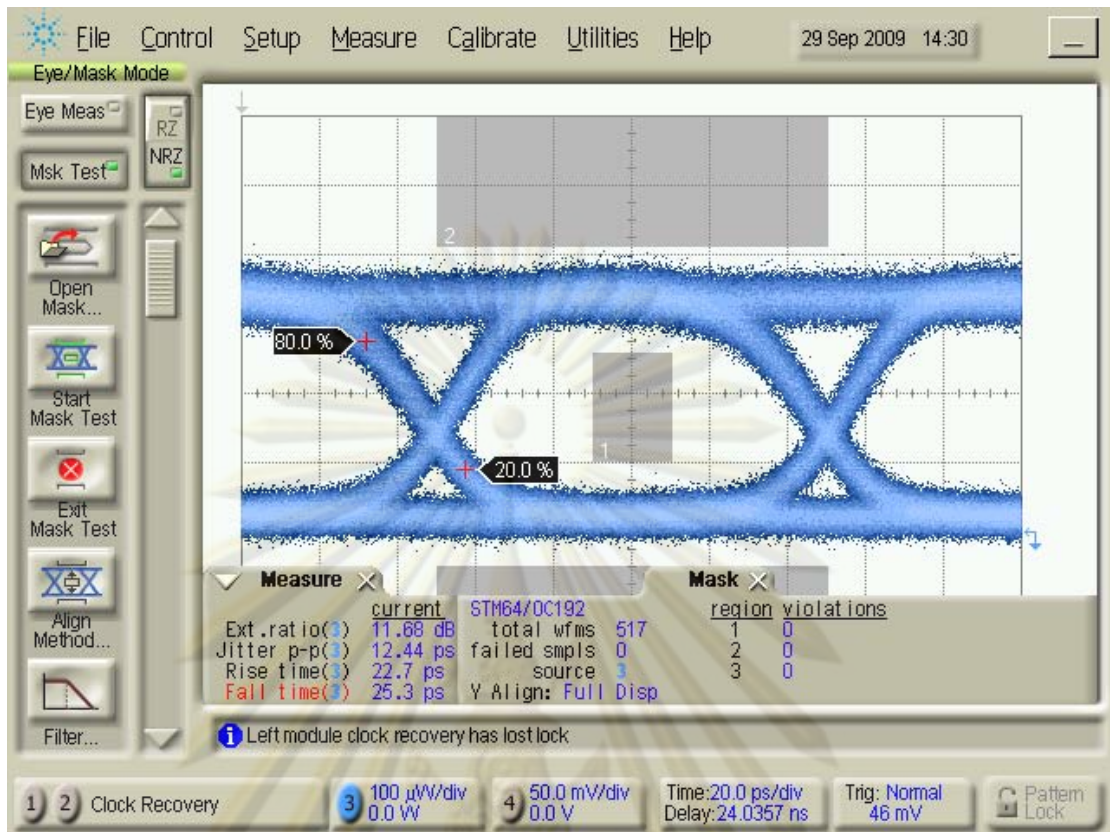 File Control Setup Measure Calibrate Utilities Help 29 Sep 2009 14:30
Eye/Mask Mode
Eye Meas
RZ
NRZ
Msk Test
Open
Mask...
Start
Mask Test
Exit
Mask Test
Align
Method...
Filter...
2
80.0 %
1
20.0 %
Measure
current
Ext.ratio(3) 11.68 dB
Jitter p-p(3) 12.44 ps
Rise time(3) 22.7 ps
Fall time(3) 25.3 ps
Mask
STM64/OC192
total wfms 517
failed smpls 0
source 3
Y Align: Full Disp
region violations
1 0
2 0
3 0
Left module clock recovery has lost lock
1 2 Clock Recovery
3 100 µW/div
0.0 W
4 50.0 mV/div
0.0 V
Time:20.0 ps/div
Delay:24.0357 ns
Trig: Normal
46 mV
Pattern
Lock